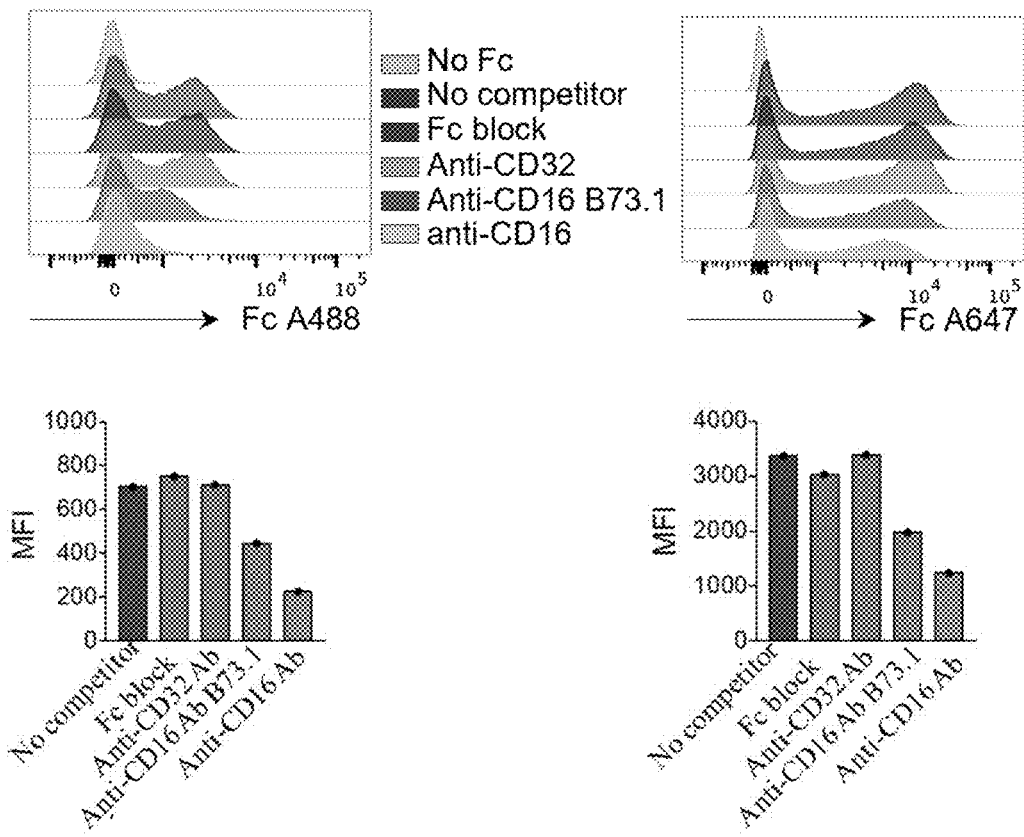 No Fc
No competitor
Fc block
Anti-CD32
Anti-CD16 B73.1
anti-CD16
0 10^4 10^5
Fc A488
0 10^4 10^5
Fc A647
1000
800
600
400
200
0
MFI
No competitor
Fc block
Anti-CD32 Ab
Anti-CD16 Ab B73.1
Anti-CD16 Ab
4000
3000
2000
1000
0
MFI
No competitor
Fc block
Anti-CD32 Ab
Anti-CD16 Ab B73.1
Anti-CD16 Ab